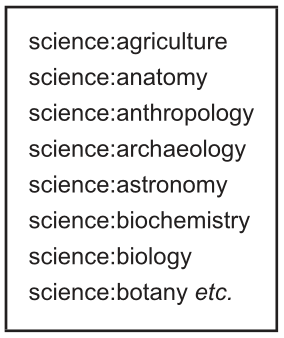 science:agriculture
science:anatomy
science:anthropology
science:archaeology
science:astronomy
science:biochemistry
science:biology
science:botany etc.